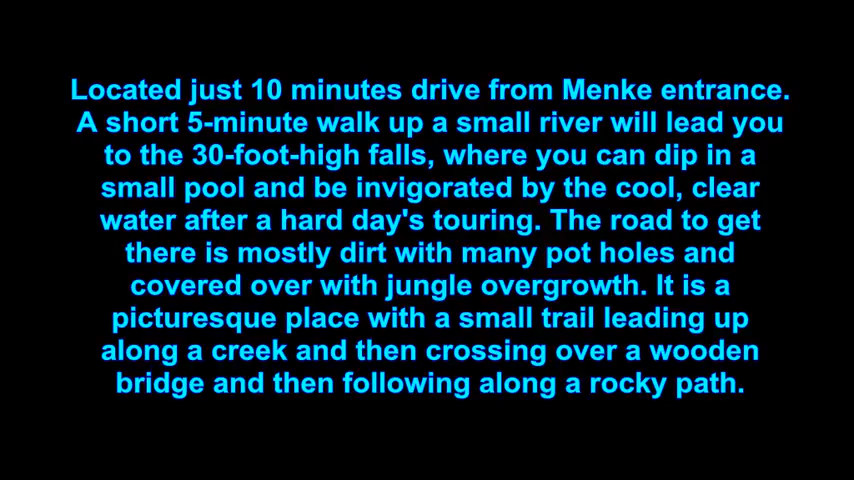 Located just 10 minutes drive from Menke entrance.
A short 5-minute walk up a small river will lead you
to the 30-foot-high falls, where you can dip in a
small pool and be invigorated by the cool, clear
water after a hard day's touring. The road to get
there is mostly dirt with many pot holes and
covered over with jungle overgrowth. It is a
picturesque place with a small trail leading up
along a creek and then crossing over a wooden
bridge and then following along a rocky path.